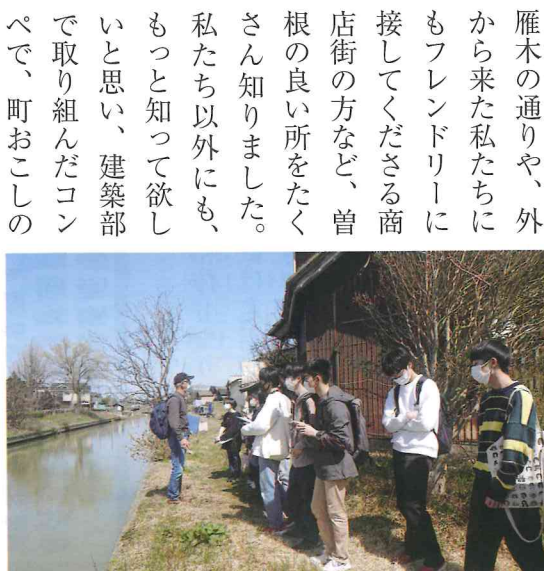 雁木の通りや、外
から来た私たちに
もフレンドリーに
接してくださる商
店街の方など、曽
根の良い所をたく
さん知りました。
私たち以外にも、
もっと知って欲し
いと思い、建築部
で取り組んだコン
ペで、町おこしの